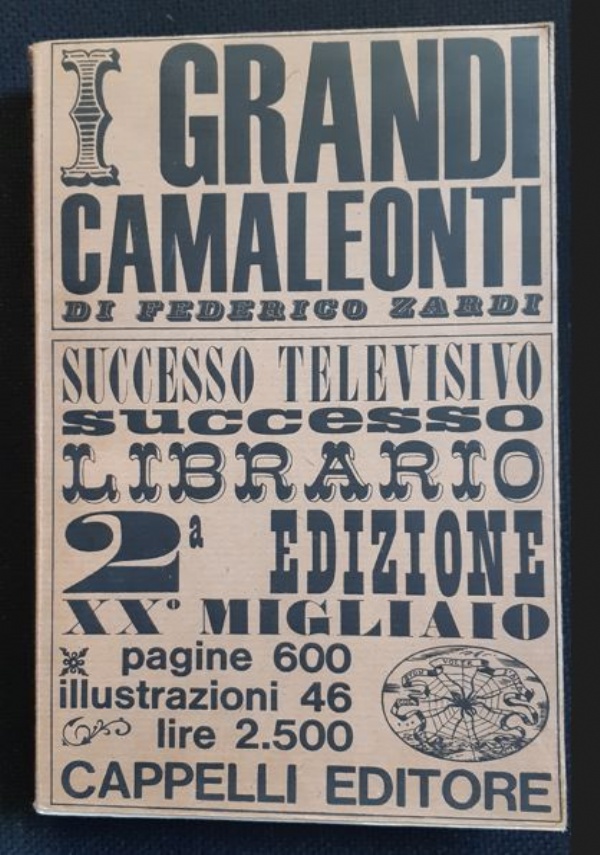 I GRANDI
CAMALEONTI
DI FEDERICO ZARDI
SUCCESSO TELEVISIVO
successo
LIBRARIO
2ª EDIZIONE
XX° MIGLIAIO
pagine 600
illustrazioni 46
lire 2.500
CAPPELLI EDITORE